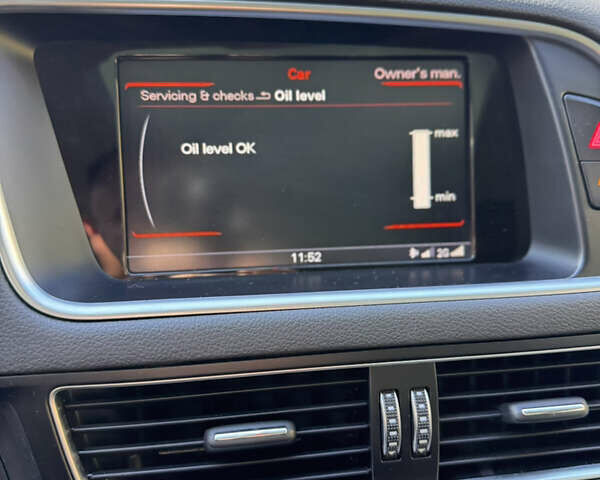 Car
Owner's man.
Servicing & checks Oil level
Oil level OK
max
min
11:52
2G